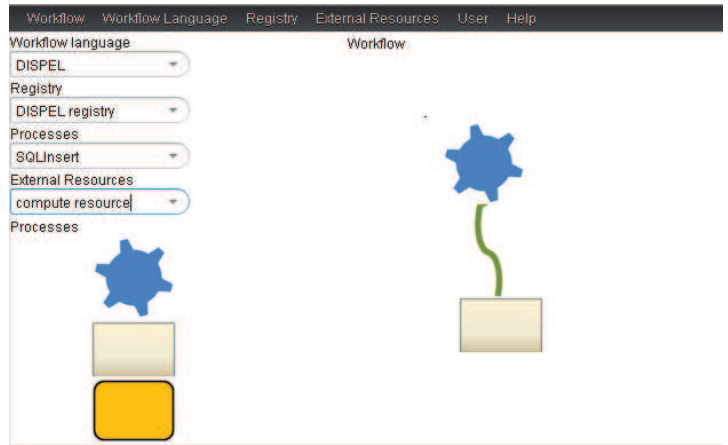 Workflow Workflow Language Registry External Resources User Help
Workflow language
Workflow
DISPEL
Registry
DISPEL registry
Processes
SQLInsert
External Resources
compute resource
Processes